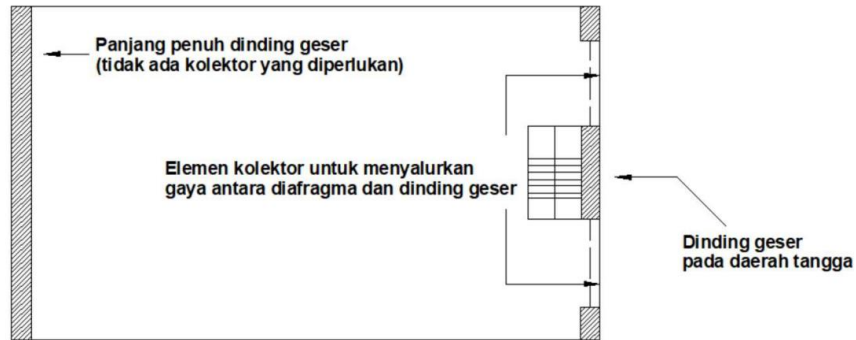 Panjang penuh dinding geser
(tidak ada kolektor yang diperlukan)
Elemen kolektor untuk menyalurkan
gaya antara diafragma dan dinding geser
Dinding geser
pada daerah tangga